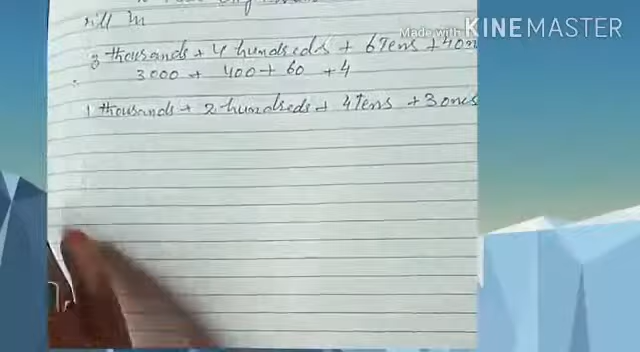 Made with KINEMASTER
3 thousands + 4 hundreds + 6 Tens + 4 on
3000 + 400 + 60 + 4
1 thousands + 2 hundreds + 4 Tens + 3 ones